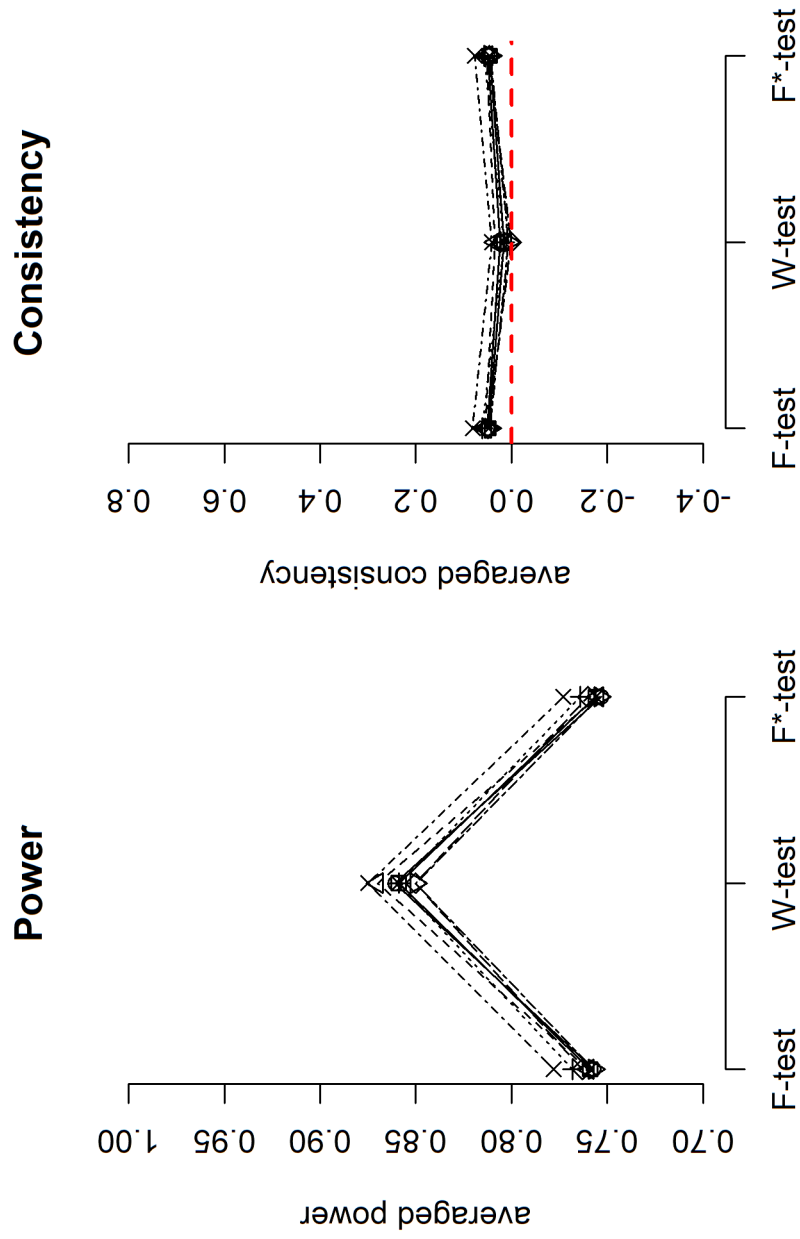 Power
averaged power
1.00
0.95
0.90
0.85
0.80
0.75
0.70
F-test
W-test
F*-test
Consistency
averaged consistency
0.8
0.6
0.4
0.2
0.0
-0.2
-0.4
F-test
W-test
F*-test